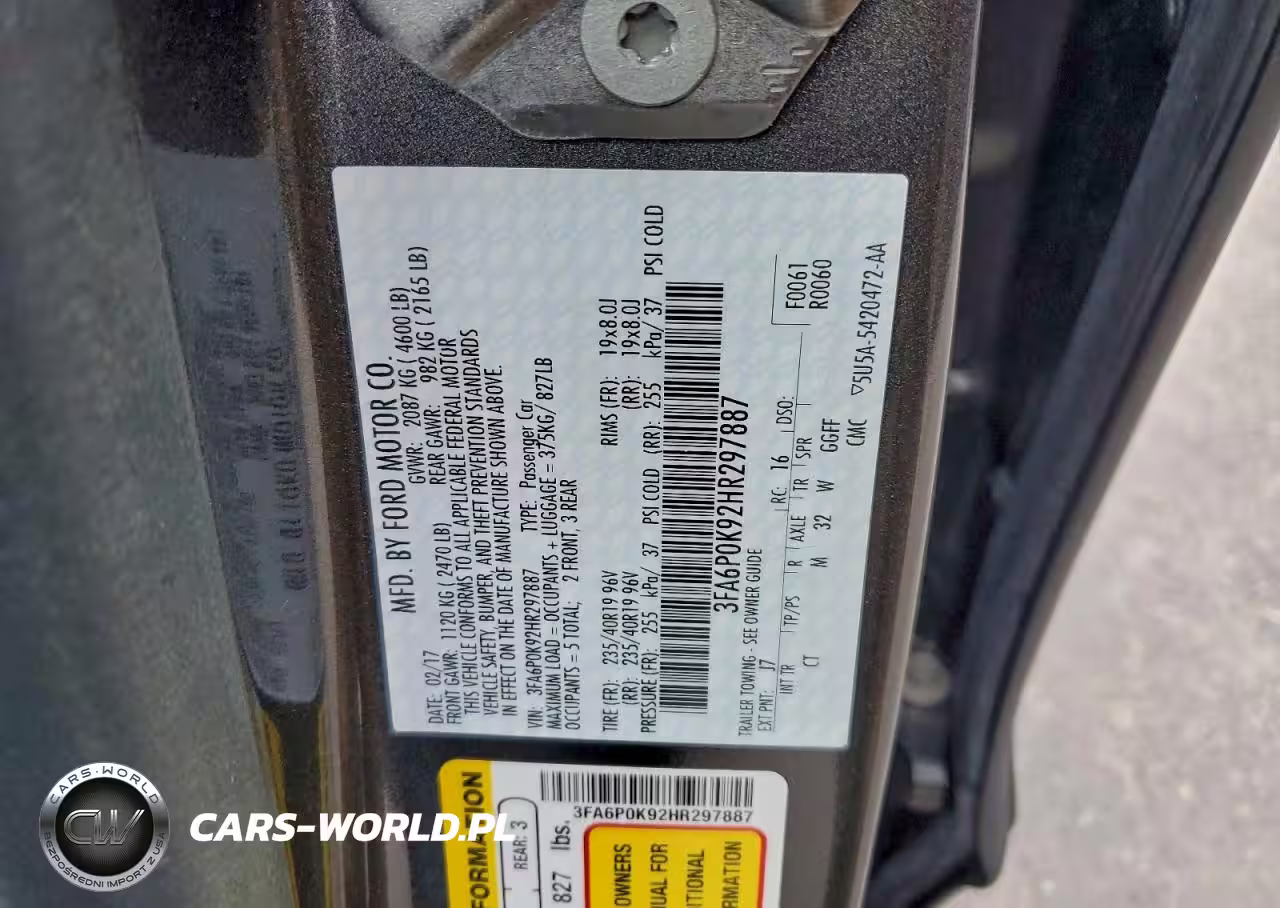 MFD. BY FORD MOTOR CO.
DATE: 02/17 GVWR: 2087 KG ( 4600 LB)
FRONT GAWR: 1120 KG ( 2470 LB) REAR GAWR: 982 KG ( 2165 LB)
THIS VEHICLE CONFORMS TO ALL APPLICABLE FEDERAL MOTOR
VEHICLE SAFETY, BUMPER, AND THEFT PREVENTION STANDARDS
IN EFFECT ON THE DATE OF MANUFACTURE SHOWN ABOVE.
VIN: 3FA6P0K92HR297887 TYPE: Passenger Car
MAXIMUM LOAD = OCCUPANTS + LUGGAGE = 375KG/ 827LB
OCCUPANTS = 5 TOTAL; 2 FRONT, 3 REAR
TIRE (FR): 235/40R19 96V RIMS (FR): 19x8.0J
(RR): 235/40R19 96V (RR): 19x8.0J
PRESSURE (FR): 255 kPa/ 37 PSI COLD (RR): 255 kPa/ 37 PSI COLD
3FA6P0K92HR297887
TRAILER TOWING - SEE OWNER GUIDE
EXT PNT: J7 RC: 16 DSO: F0061
R0060
INT TR TP/PS R AXLE TR SPR
CT M 32 W GGFF
CMC ▽5U5A-5420472-AA
FORMATION
REAR: 3
827 lbs.
3FA6P0K92HR297887
OWNERS
UAL FOR
ITIONAL
RMATION
CARS-WORLD
CW
BEZPOŚREDNI IMPORT Z USA
CARS-WORLD.PL